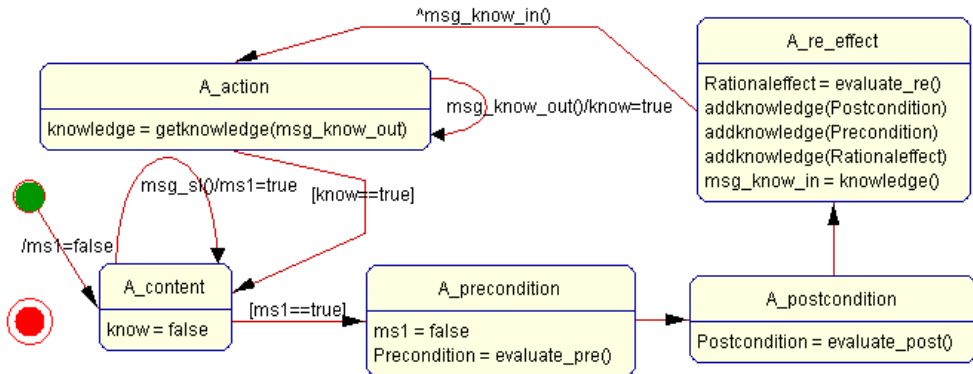 ^msg_know_in()
A_re_effect
Rationaleffect = evaluate_re()
addknowledge(Postcondition)
addknowledge(Precondition)
addknowledge(Rationaleffect)
msg_know_in = knowledge()
A_action
knowledge = getknowledge(msg_know_out)
msg_know_out()/know=true
msg_sl()/ms1=true
[know==true]
/ms1=false
A_content
know = false
[ms1==true]
A_precondition
ms1 = false
Precondition = evaluate_pre()
A_postcondition
Postcondition = evaluate_post()